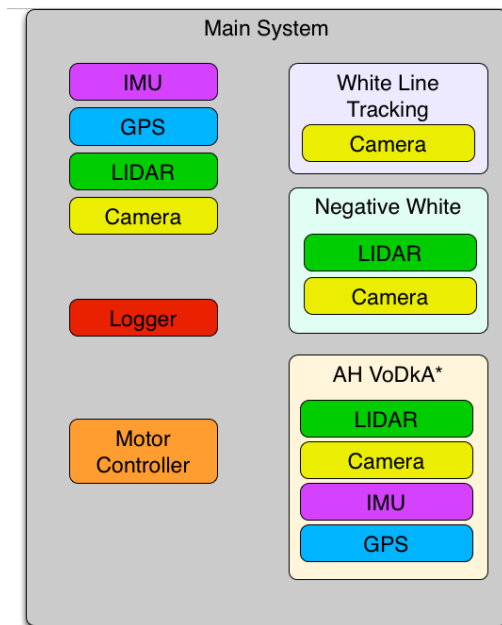 Main System
IMU
GPS
LIDAR
Camera
Logger
Motor
Controller
White Line
Tracking
Camera
Negative White
LIDAR
Camera
AH VoDkA*
LIDAR
Camera
IMU
GPS